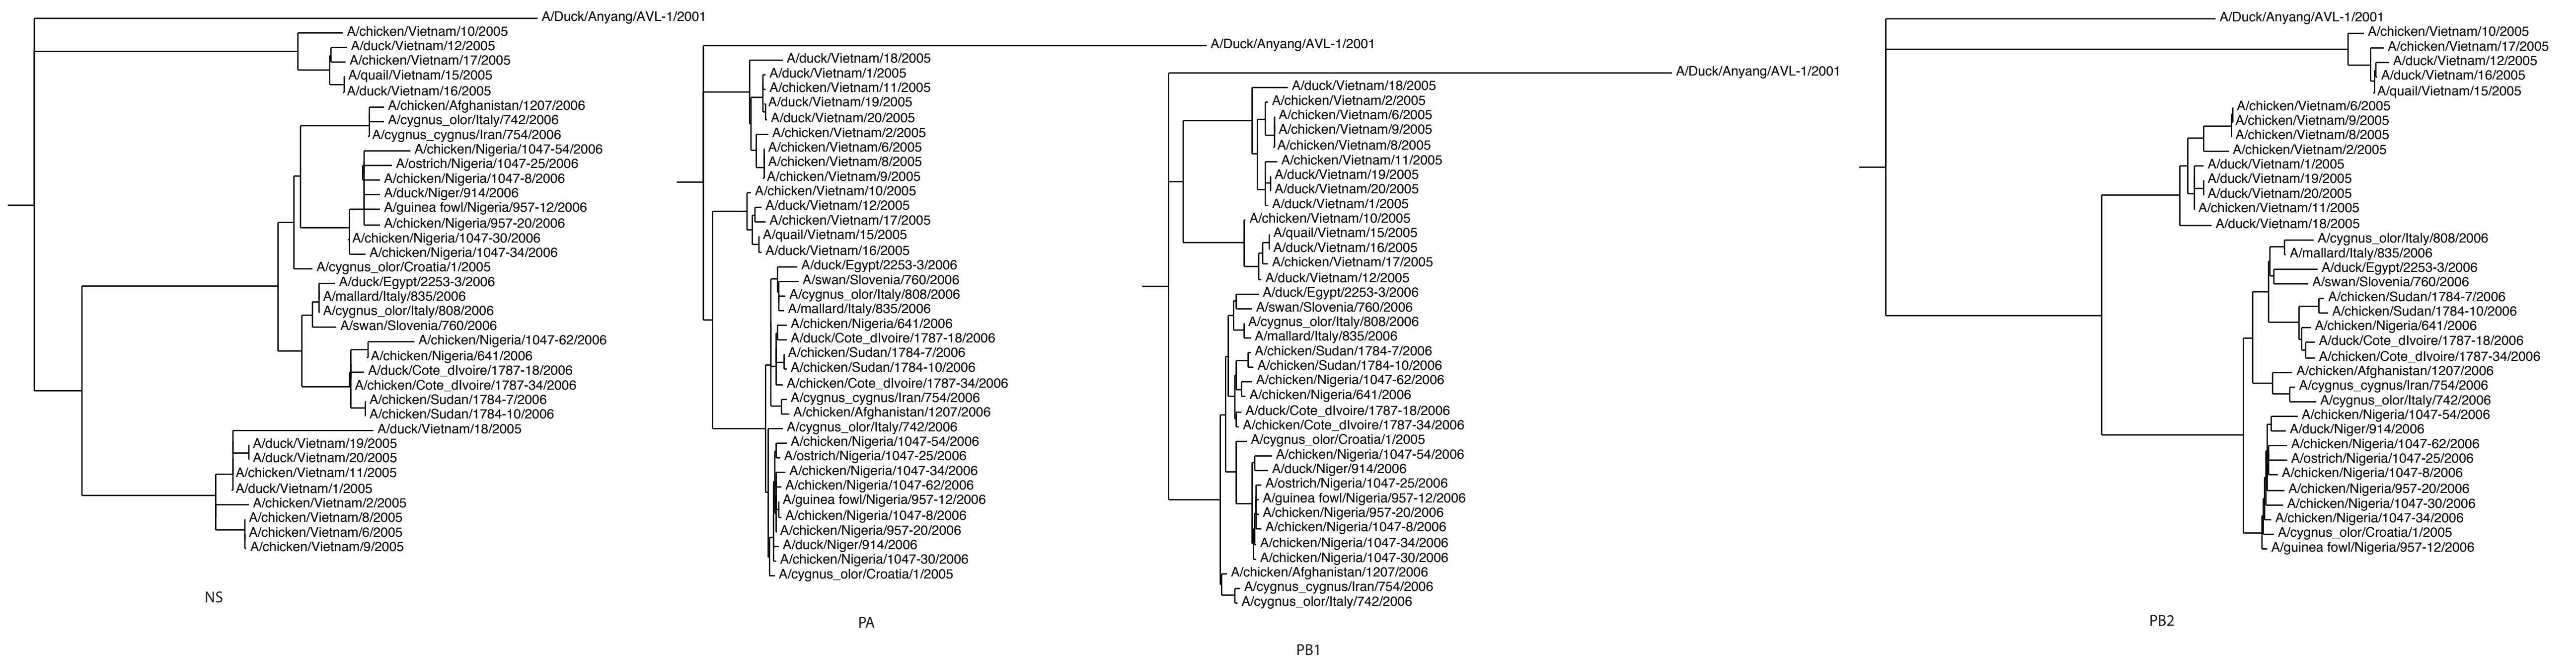 A/Duck/Anyang/AVL-1/2001
A/chicken/Vietnam/10/2005
A/duck/Vietnam/12/2005
A/chicken/Vietnam/17/2005
A/quail/Vietnam/15/2005
A/duck/Vietnam/16/2005
A/chicken/Afghanistan/1207/2006
A/cygnus_olor/Italy/742/2006
A/cygnus_cygnus/Iran/754/2006
A/chicken/Nigeria/1047-54/2006
A/ostrich/Nigeria/1047-25/2006
A/chicken/Nigeria/1047-8/2006
A/duck/Niger/914/2006
A/guinea fowl/Nigeria/957-12/2006
A/chicken/Nigeria/957-20/2006
A/chicken/Nigeria/1047-30/2006
A/chicken/Nigeria/1047-34/2006
A/cygnus_olor/Croatia/1/2005
A/duck/Egypt/2253-3/2006
A/mallard/Italy/835/2006
A/cygnus_olor/Italy/808/2006
A/swan/Slovenia/760/2006
A/chicken/Nigeria/1047-62/2006
A/chicken/Nigeria/641/2006
A/duck/Cote_dIvoire/1787-18/2006
A/chicken/Cote_dIvoire/1787-34/2006
A/chicken/Sudan/1784-7/2006
A/chicken/Sudan/1784-10/2006
A/duck/Vietnam/18/2005
A/duck/Vietnam/19/2005
A/duck/Vietnam/20/2005
A/chicken/Vietnam/11/2005
A/duck/Vietnam/1/2005
A/chicken/Vietnam/2/2005
A/chicken/Vietnam/8/2005
A/chicken/Vietnam/6/2005
A/chicken/Vietnam/9/2005
NS
A/Duck/Anyang/AVL-1/2001
A/duck/Vietnam/18/2005
A/duck/Vietnam/1/2005
A/chicken/Vietnam/11/2005
A/duck/Vietnam/19/2005
A/duck/Vietnam/20/2005
A/chicken/Vietnam/2/2005
A/chicken/Vietnam/6/2005
A/chicken/Vietnam/8/2005
A/chicken/Vietnam/9/2005
A/chicken/Vietnam/10/2005
A/duck/Vietnam/12/2005
A/chicken/Vietnam/17/2005
A/quail/Vietnam/15/2005
A/duck/Vietnam/16/2005
A/duck/Egypt/2253-3/2006
A/swan/Slovenia/760/2006
A/cygnus_olor/Italy/808/2006
A/mallard/Italy/835/2006
A/chicken/Nigeria/641/2006
A/duck/Cote_dIvoire/1787-18/2006
A/chicken/Sudan/1784-7/2006
A/chicken/Sudan/1784-10/2006
A/chicken/Cote_dIvoire/1787-34/2006
A/cygnus_cygnus/Iran/754/2006
A/chicken/Afghanistan/1207/2006
A/cygnus_olor/Italy/742/2006
A/chicken/Nigeria/1047-54/2006
A/ostrich/Nigeria/1047-25/2006
A/chicken/Nigeria/1047-34/2006
A/chicken/Nigeria/1047-62/2006
A/guinea fowl/Nigeria/957-12/2006
A/chicken/Nigeria/1047-8/2006
A/chicken/Nigeria/957-20/2006
A/duck/Niger/914/2006
A/chicken/Nigeria/1047-30/2006
A/cygnus_olor/Croatia/1/2005
PA
A/Duck/Anyang/AVL-1/2001
A/duck/Vietnam/18/2005
A/chicken/Vietnam/2/2005
A/chicken/Vietnam/6/2005
A/chicken/Vietnam/9/2005
A/chicken/Vietnam/8/2005
A/chicken/Vietnam/11/2005
A/duck/Vietnam/19/2005
A/duck/Vietnam/20/2005
A/duck/Vietnam/1/2005
A/chicken/Vietnam/10/2005
A/quail/Vietnam/15/2005
A/duck/Vietnam/16/2005
A/chicken/Vietnam/17/2005
A/duck/Vietnam/12/2005
A/duck/Egypt/2253-3/2006
A/swan/Slovenia/760/2006
A/cygnus_olor/Italy/808/2006
A/mallard/Italy/835/2006
A/chicken/Sudan/1784-7/2006
A/chicken/Sudan/1784-10/2006
A/chicken/Nigeria/1047-62/2006
A/chicken/Nigeria/641/2006
A/duck/Cote_dIvoire/1787-18/2006
A/chicken/Cote_dIvoire/1787-34/2006
A/cygnus_olor/Croatia/1/2005
A/chicken/Nigeria/1047-54/2006
A/duck/Niger/914/2006
A/ostrich/Nigeria/1047-25/2006
A/guinea fowl/Nigeria/957-12/2006
A/chicken/Nigeria/957-20/2006
A/chicken/Nigeria/1047-8/2006
A/chicken/Nigeria/1047-34/2006
A/chicken/Nigeria/1047-30/2006
A/chicken/Afghanistan/1207/2006
A/cygnus_cygnus/Iran/754/2006
A/cygnus_olor/Italy/742/2006
PB1
A/Duck/Anyang/AVL-1/2001
A/chicken/Vietnam/10/2005
A/chicken/Vietnam/17/2005
A/duck/Vietnam/12/2005
A/duck/Vietnam/16/2005
A/quail/Vietnam/15/2005
A/chicken/Vietnam/6/2005
A/chicken/Vietnam/9/2005
A/chicken/Vietnam/8/2005
A/chicken/Vietnam/2/2005
A/duck/Vietnam/1/2005
A/duck/Vietnam/19/2005
A/duck/Vietnam/20/2005
A/chicken/Vietnam/11/2005
A/duck/Vietnam/18/2005
A/cygnus_olor/Italy/808/2006
A/mallard/Italy/835/2006
A/duck/Egypt/2253-3/2006
A/swan/Slovenia/760/2006
A/chicken/Sudan/1784-7/2006
A/chicken/Sudan/1784-10/2006
A/chicken/Nigeria/641/2006
A/duck/Cote_dIvoire/1787-18/2006
A/chicken/Cote_dIvoire/1787-34/2006
A/chicken/Afghanistan/1207/2006
A/cygnus_cygnus/Iran/754/2006
A/cygnus_olor/Italy/742/2006
A/chicken/Nigeria/1047-54/2006
A/duck/Niger/914/2006
A/chicken/Nigeria/1047-62/2006
A/ostrich/Nigeria/1047-25/2006
A/chicken/Nigeria/1047-8/2006
A/chicken/Nigeria/957-20/2006
A/chicken/Nigeria/1047-30/2006
A/chicken/Nigeria/1047-34/2006
A/cygnus_olor/Croatia/1/2005
A/guinea fowl/Nigeria/957-12/2006
PB2